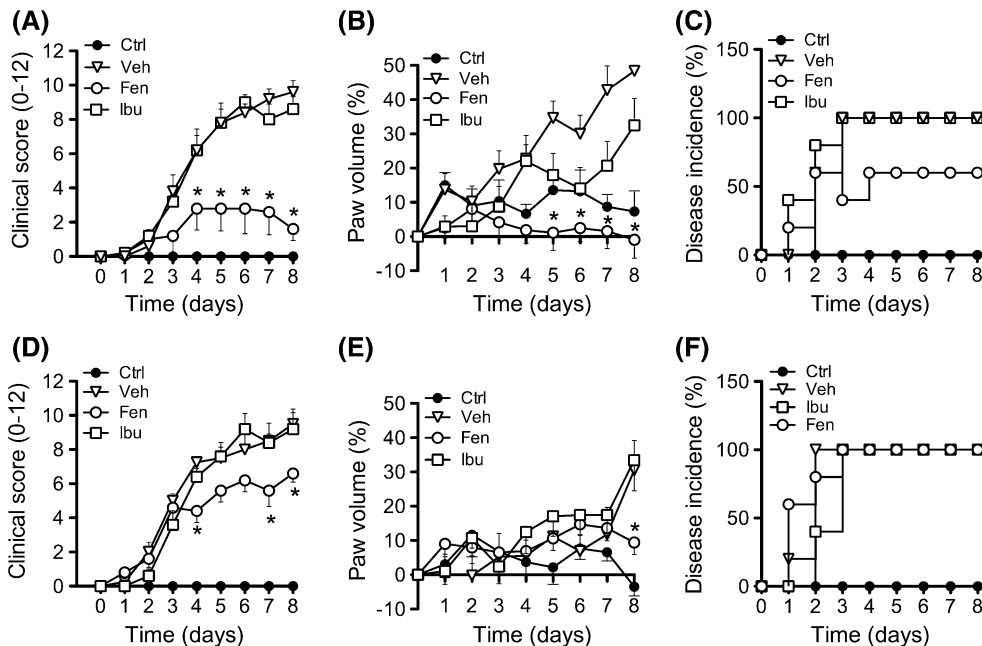 (A)
Clinical score (0-12)
Ctrl
Veh
Fen
Ibu
12
10
8
6
4
2
0
* * * * *
0 1 2 3 4 5 6 7 8
Time (days)
(B)
Paw volume (%)
Ctrl
Veh
Fen
Ibu
50
40
30
20
10
0
-10
* * * *
1 2 3 4 5 6 7 8
Time (days)
(C)
Disease incidence (%)
Ctrl
Veh
Fen
Ibu
150
100
50
0
0 1 2 3 4 5 6 7 8
Time (days)
(D)
Clinical score (0-12)
Ctrl
Veh
Fen
Ibu
12
10
8
6
4
2
0
* * *
0 1 2 3 4 5 6 7 8
Time (days)
(E)
Paw volume (%)
Ctrl
Veh
Fen
Ibu
50
40
30
20
10
0
-10
*
1 2 3 4 5 6 7 8
Time (days)
(F)
Disease incidence (%)
Ctrl
Veh
Ibu
Fen
150
100
50
0
0 1 2 3 4 5 6 7 8
Time (days)